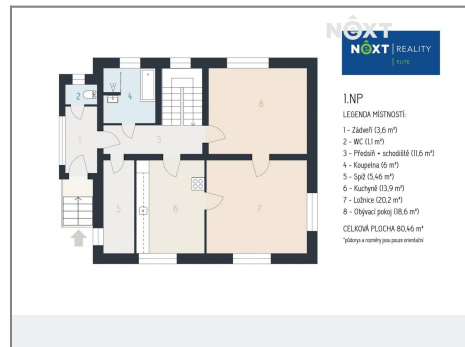 NEXT
REALITY
NEXT | REALITY
| ELITE
1.NP
LEGENDA MÍSTNOSTÍ:
1 - Zádveří (3,6 m²)
2 - WC (1,1 m²)
3 - Předsíň + schodiště (11,6 m²)
4 - Koupelna (6 m²)
5 - Spíž (5,46 m²)
6 - Kuchyně (13,9 m²)
7 - Ložnice (20,2 m²)
8 - Obývací pokoj (18,6 m²)
CELKOVÁ PLOCHA 80,46 m²
*půdorys a rozměry jsou pouze orientační
2
4
8
1
3
5
6
7